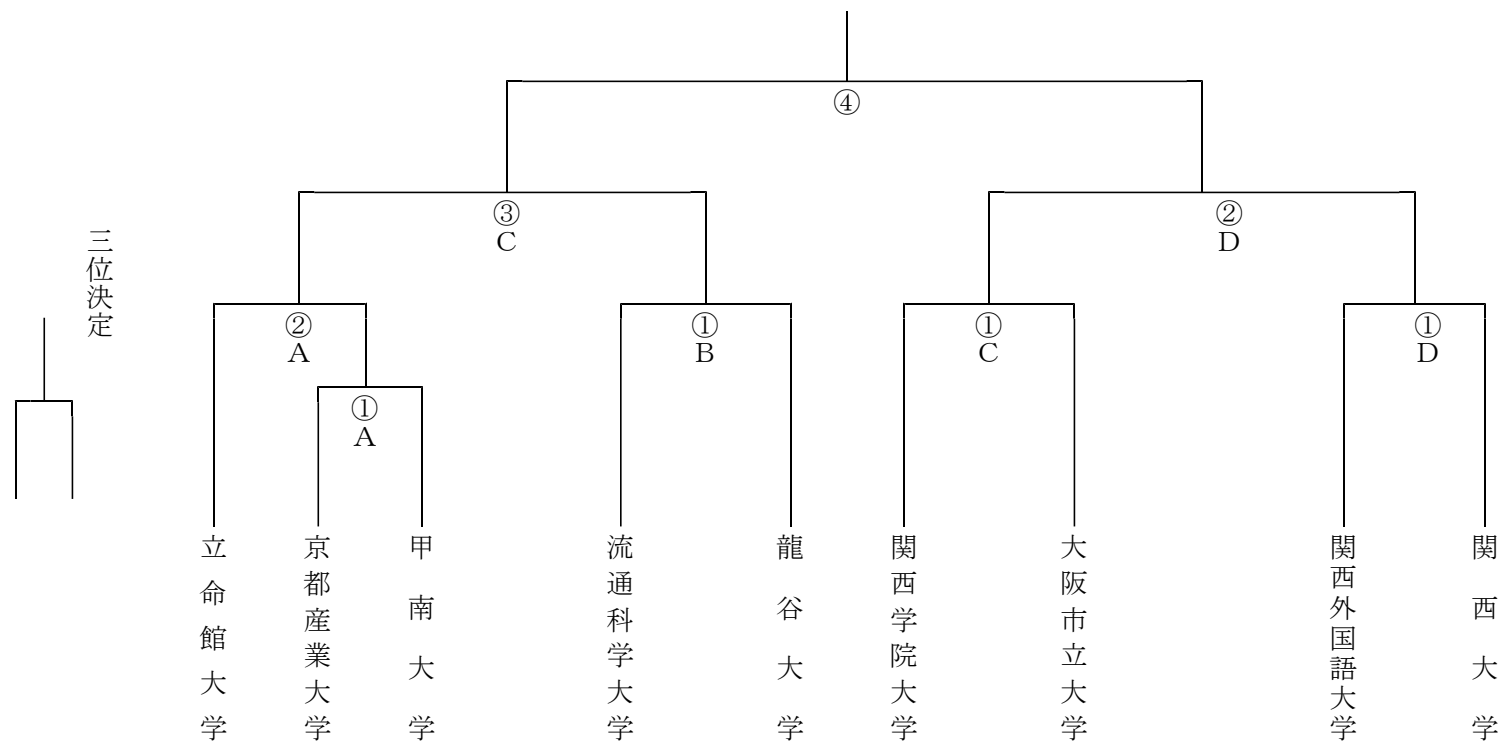 ④
③
C
②
D
三位決定
②
A
①
B
①
C
①
D
①
A
立命館大学
京都産業大学
甲南大学
流通科学大学
龍谷大学
関西学院大学
大阪市立大学
関西外国語大学
関西大学